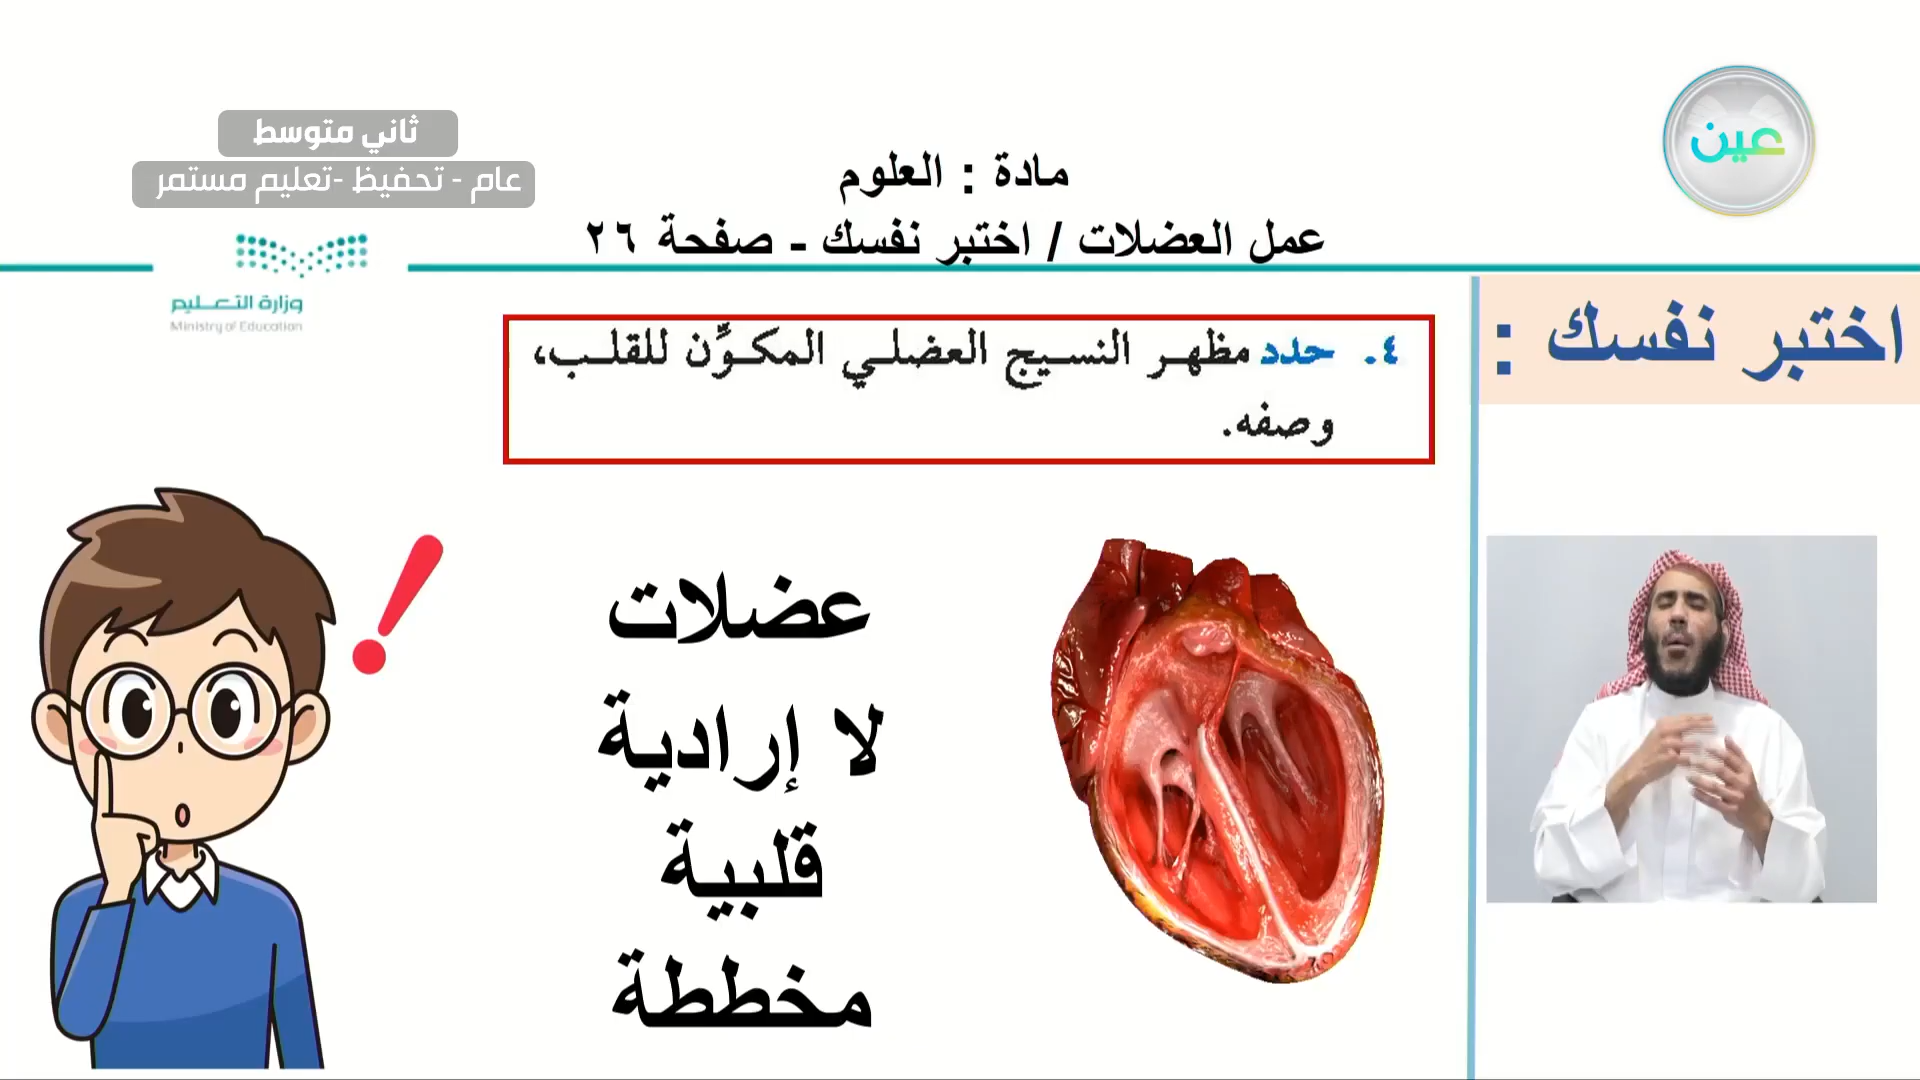 عين
ثاني متوسط
عام - تحفيظ -تعليم مستمر
مادة : العلوم
عمل العضلات / اختبر نفسك - صفحة ٢٦
وزارة التعليم
Ministry of Education
اختبر نفسك :
٤. حدد مظهر النسيج العضلي المكوِّن للقلب،
وصفه.
عضلات
لا إرادية
قلبية
مخططة